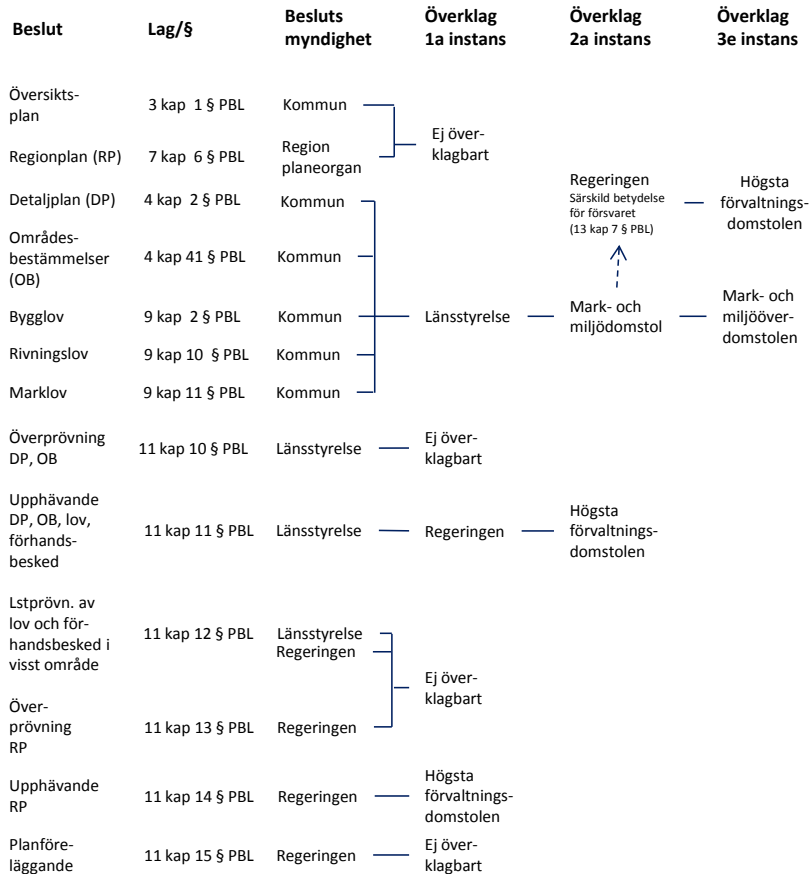 Beslut
Lag/§
Besluts
myndighet
Överklag
1a instans
Överklag
2a instans
Överklag
3e instans
Översikts-
plan
3 kap 1 § PBL
Kommun
Ej över-
klagbart
Regionplan (RP)
7 kap 6 § PBL
Region
planeorgan
Detaljplan (DP)
4 kap 2 § PBL
Kommun
Regeringen
Särskild betydelse
för försvaret
(13 kap 7 § PBL)
Högsta
förvaltnings-
domstolen
Områdes-
bestämmelser
(OB)
4 kap 41 § PBL
Kommun
Bygglov
9 kap 2 § PBL
Kommun
Länsstyrelse
Mark- och
miljödomstol
Mark- och
miljööver-
domstolen
Rivningslov
9 kap 10 § PBL
Kommun
Marklov
9 kap 11 § PBL
Kommun
Överprövning
DP, OB
11 kap 10 § PBL
Länsstyrelse
Ej över-
klagbart
Upphävande
DP, OB, lov,
förhands-
besked
11 kap 11 § PBL
Länsstyrelse
Regeringen
Högsta
förvaltnings-
domstolen
Lstprövn. av
lov och för-
handsbesked i
visst område
11 kap 12 § PBL
Länsstyrelse
Regeringen
Ej över-
klagbart
Över-
prövning
RP
11 kap 13 § PBL
Regeringen
Upphävande
RP
11 kap 14 § PBL
Regeringen
Högsta
förvaltnings-
domstolen
Planföre-
läggande
11 kap 15 § PBL
Regeringen
Ej över-
klagbart